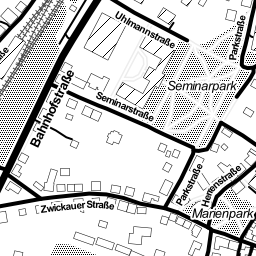 Uhlmannstraße
Parkstraße
Seminarpark
Bahnhofstraße
Seminarstraße
Parkstraße
Herrenstraße
Zwickauer Straße
Marienpark